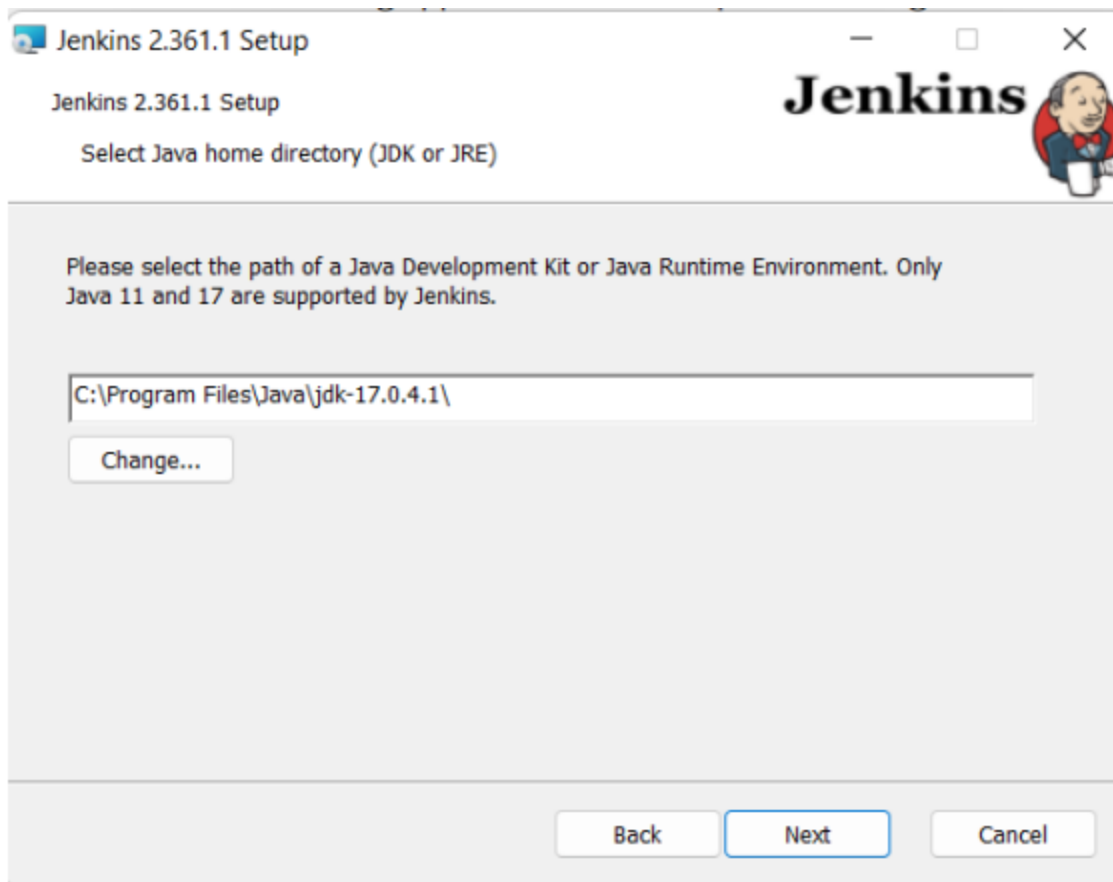 Jenkins 2.361.1 Setup
Jenkins 2.361.1 Setup
Jenkins
Select Java home directory (JDK or JRE)
Please select the path of a Java Development Kit or Java Runtime Environment. Only
Java 11 and 17 are supported by Jenkins.
C:\Program Files\Java\jdk-17.0.4.1\
Change...
Back
Next
Cancel